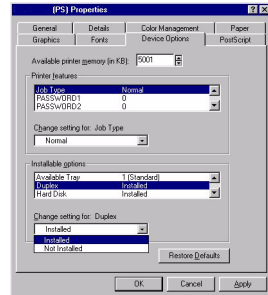 (PS) Properties
General Details Color Management Paper
Graphics Fonts Device Options PostScript
Available printer memory (in KB): 5001
Printer features
Job Type Normal
PASSWORD1 0
PASSWORD2 0
Change setting for: Job Type
Normal
Installable options
Available Tray 1 (Standard)
Duplex Installed
Hard Disk Installed
Change setting for: Duplex
Installed
Installed
Not Installed
Restore Defaults
OK Cancel Apply